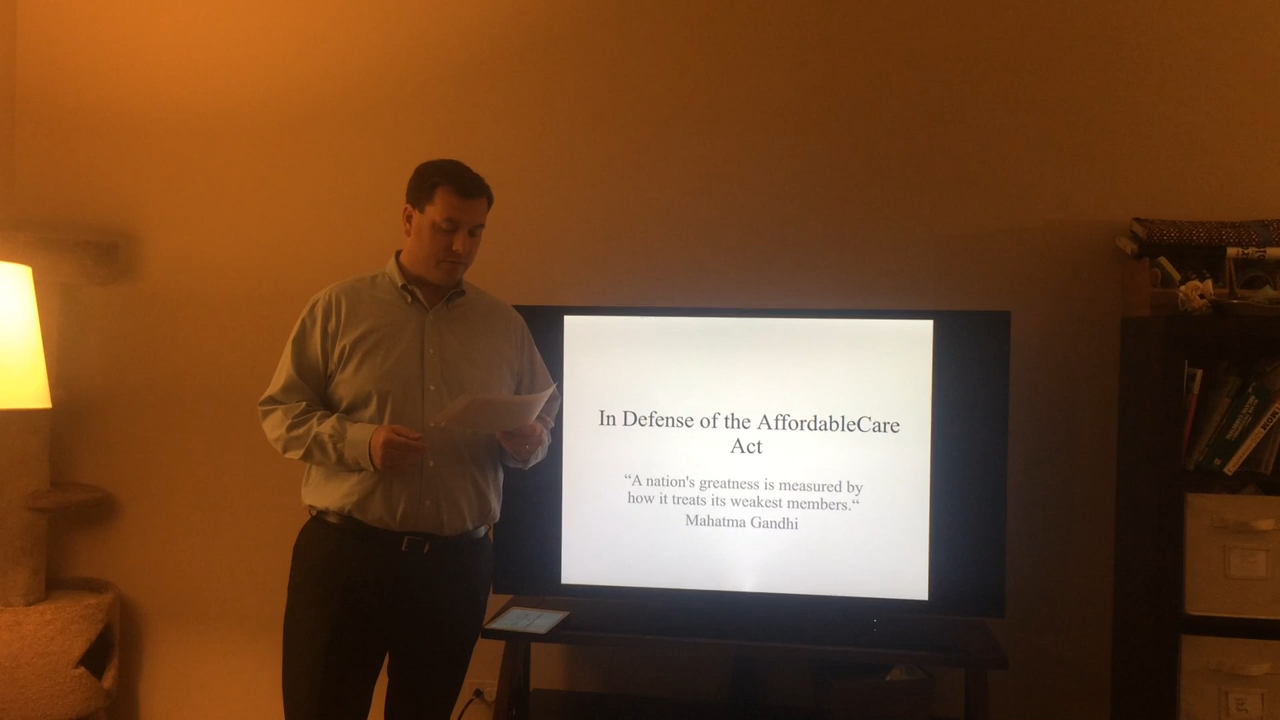 In Defense of the AffordableCare
Act
“A nation's greatness is measured by
how it treats its weakest members.“
Mahatma Gandhi